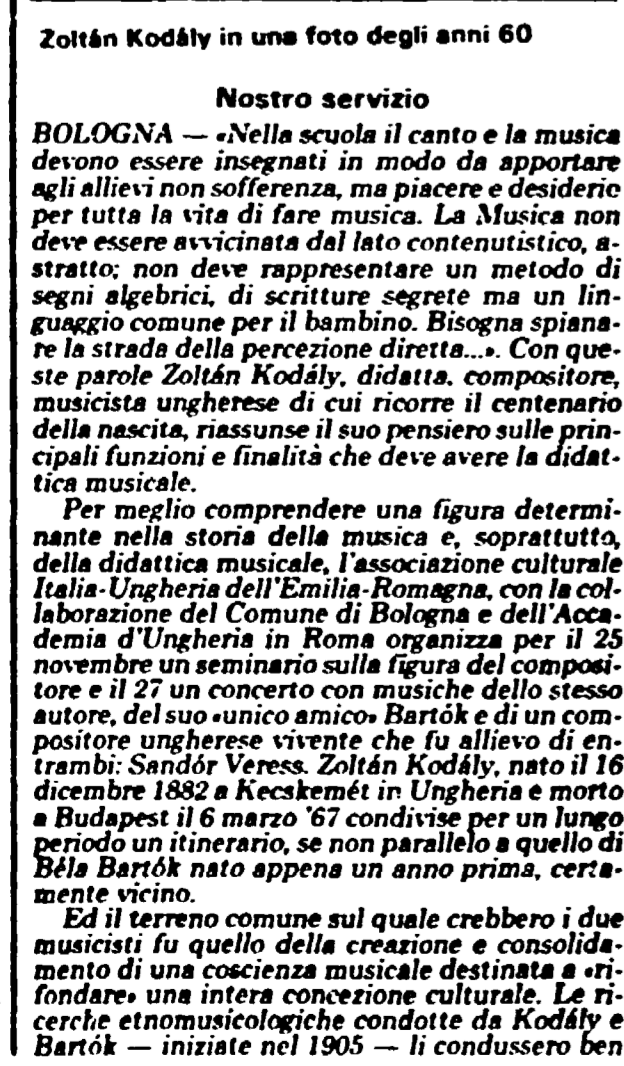 Zoltán Kodály in una foto degli anni 60
Nostro servizio
BOLOGNA — «Nella scuola il canto e la musica
devono essere insegnati in modo da apportare
agli allievi non sofferenza, ma piacere e desiderio
per tutta la vita di fare musica. La Musica non
deve essere avvicinata dal lato contenutistico, a-
stratto; non deve rappresentare un metodo di
segni algebrici, di scritture segrete ma un lin-
guaggio comune per il bambino. Bisogna spiana-
re la strada della percezione diretta...». Con que-
ste parole Zoltán Kodály, didatta, compositore,
musicista ungherese di cui ricorre il centenario
della nascita, riassunse il suo pensiero sulle prin-
cipali funzioni e finalità che deve avere la didat-
tica musicale.
Per meglio comprendere una figura determi-
nante nella storia della musica e, soprattutto,
della didattica musicale, l'associazione culturale
Italia-Ungheria dell'Emilia-Romagna, con la col-
laborazione del Comune di Bologna e dell'Acca-
demia d'Ungheria in Roma organizza per il 25
novembre un seminario sulla figura del composi-
tore e il 27 un concerto con musiche dello stesso
autore, del suo «unico amico» Bartók e di un com-
positore ungherese vivente che fu allievo di en-
trambi: Sandór Veress. Zoltán Kodály, nato il 16
dicembre 1882 a Kecskemét in Ungheria e morto
a Budapest il 6 marzo '67 condivise per un lungo
periodo un itinerario, se non parallelo a quello di
Béla Bartók nato appena un anno prima, certa-
mente vicino.
Ed il terreno comune sul quale crebbero i due
musicisti fu quello della creazione e consolida-
mento di una coscienza musicale destinata a «ri-
fondare» una intera concezione culturale. Le ri-
cerche etnomusicologiche condotte da Kodály e
Bartók — iniziate nel 1905 — li condussero ben